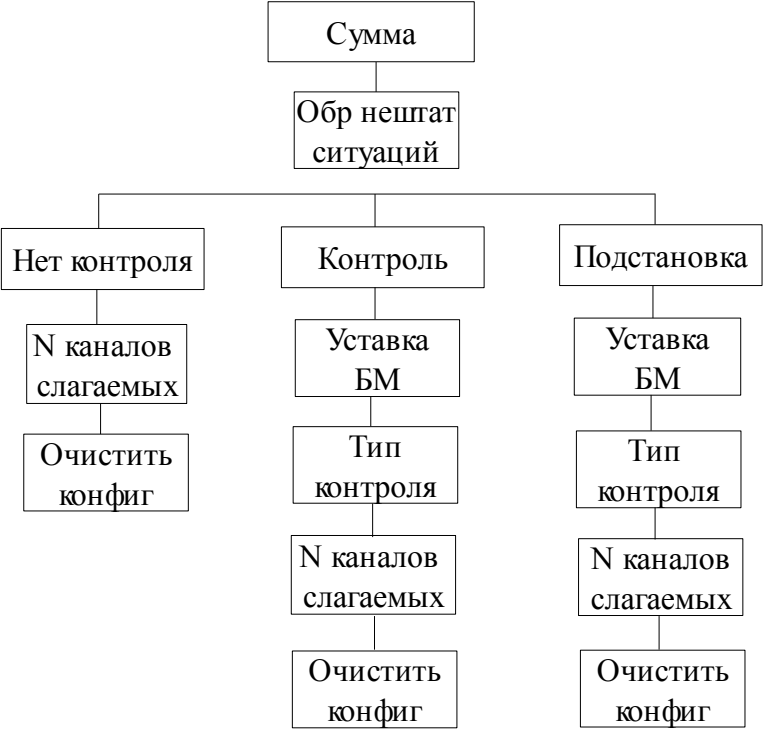 Сумма
Обр нештат
ситуаций
Нет контроля
N каналов
слагаемых
Очистить
конфиг
Контроль
Уставка
БМ
Тип
контроля
N каналов
слагаемых
Очистить
конфиг
Подстановка
Уставка
БМ
Тип
контроля
N каналов
слагаемых
Очистить
конфиг